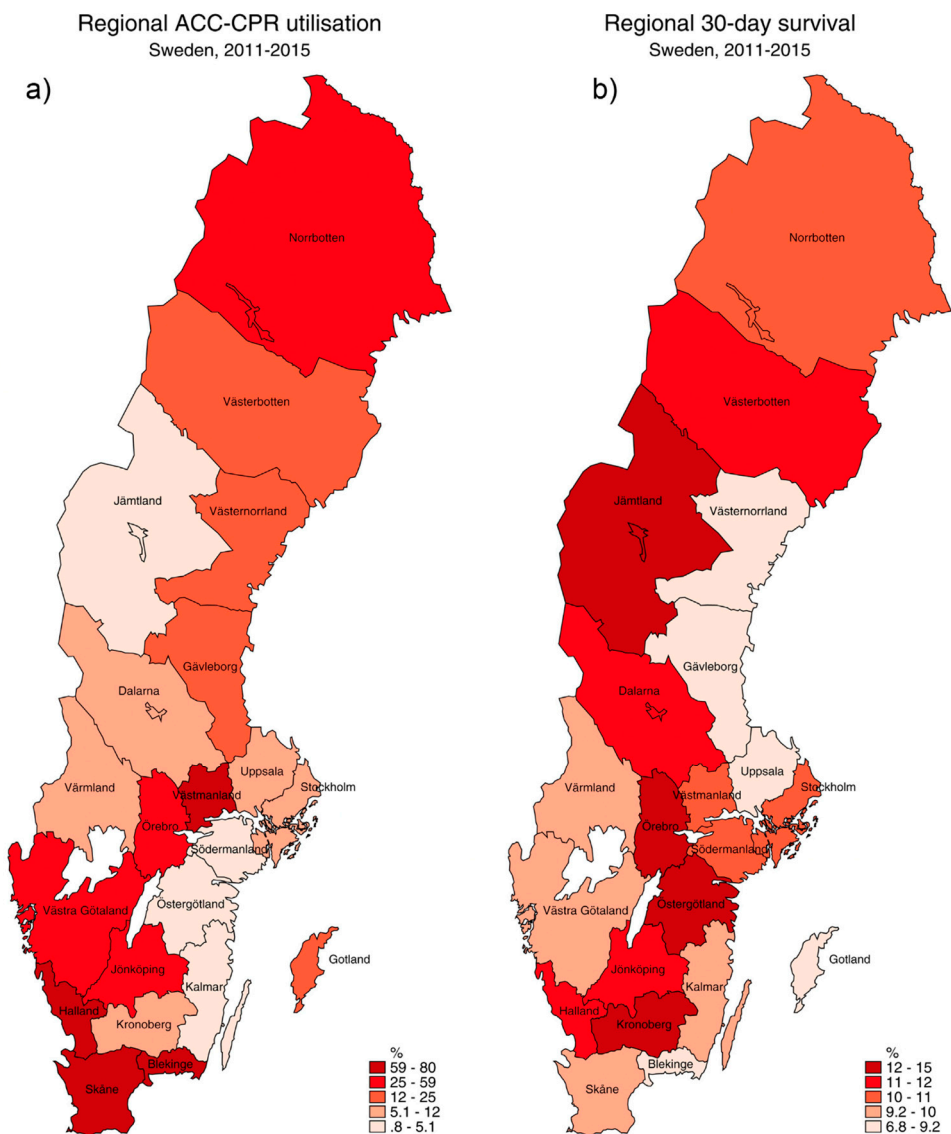 Regional ACC-CPR utilisation
Sweden, 2011-2015
a)
Norrbotten
Västerbotten
Jämtland
Västernorrland
Gävleborg
Dalarna
Uppsala
Värmland
Stockholm
Västmanland
Örebro
Södermanland
Västra Götaland
Östergötland
Gotland
Jönköping
Kalmar
Halland
Kronoberg
Blekinge
Skåne
%
59 - 80
25 - 59
12 - 25
5.1 - 12
.8 - 5.1
Regional 30-day survival
Sweden, 2011-2015
b)
Norrbotten
Västerbotten
Jämtland
Västernorrland
Gävleborg
Dalarna
Uppsala
Värmland
Stockholm
Västmanland
Örebro
Södermanland
Östergötland
Västra Götaland
Gotland
Jönköping
Kalmar
Halland
Kronoberg
Blekinge
Skåne
%
12 - 15
11 - 12
10 - 11
9.2 - 10
6.8 - 9.2